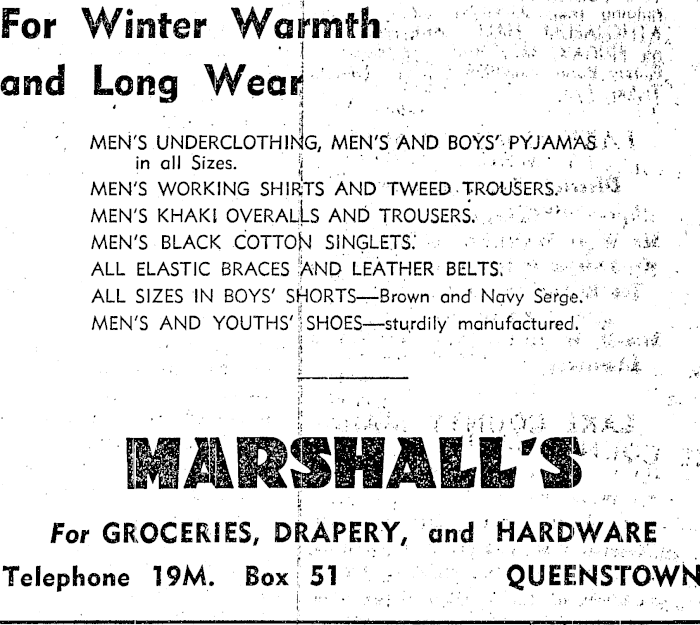 For Winter Warmth
and Long Wear
MEN'S UNDERCLOTHING, MEN'S AND BOYS' PYJAMAS
in all Sizes.
MEN'S WORKING SHIRTS AND TWEED TROUSERS.
MEN'S KHAKI OVERALLS AND TROUSERS.
MEN'S BLACK COTTON SINGLETS.
ALL ELASTIC BRACES AND LEATHER BELTS.
ALL SIZES IN BOYS' SHORTS—Brown and Navy Serge.
MEN'S AND YOUTHS' SHOES—sturdily manufactured.
MARSHALL'S
For GROCERIES, DRAPERY, and HARDWARE
Telephone 19M. Box 51 QUEENSTOWN